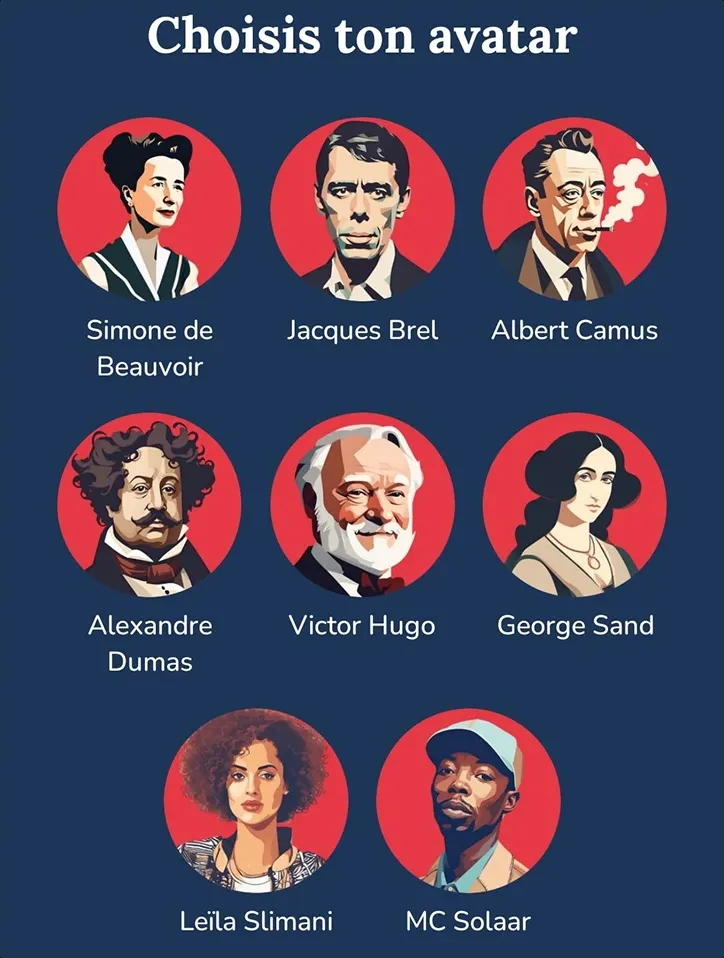 Choisis ton avatar
Simone de
Beauvoir
Jacques Brel
Albert Camus
Alexandre
Dumas
Victor Hugo
George Sand
Leïla Slimani
MC Solaar